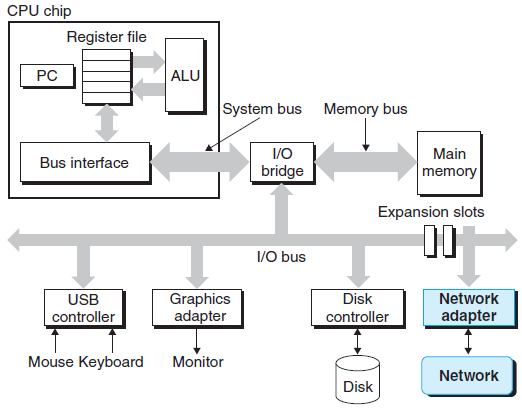 CPU chip
Register file
PC
ALU
System bus
Memory bus
Bus interface
I/O
bridge
Main
memory
Expansion slots
I/O bus
USB
controller
Graphics
adapter
Disk
controller
Network
adapter
Mouse Keyboard
Monitor
Disk
Network